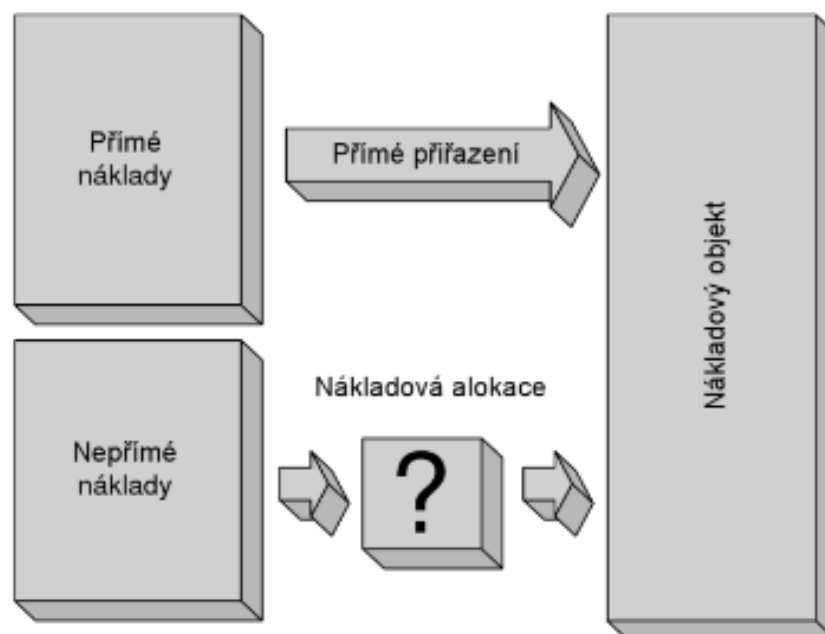 Přímé
náklady
Přímé přiřazení
Nákladový objekt
Nákladová alokace
Nepřímé
náklady
?